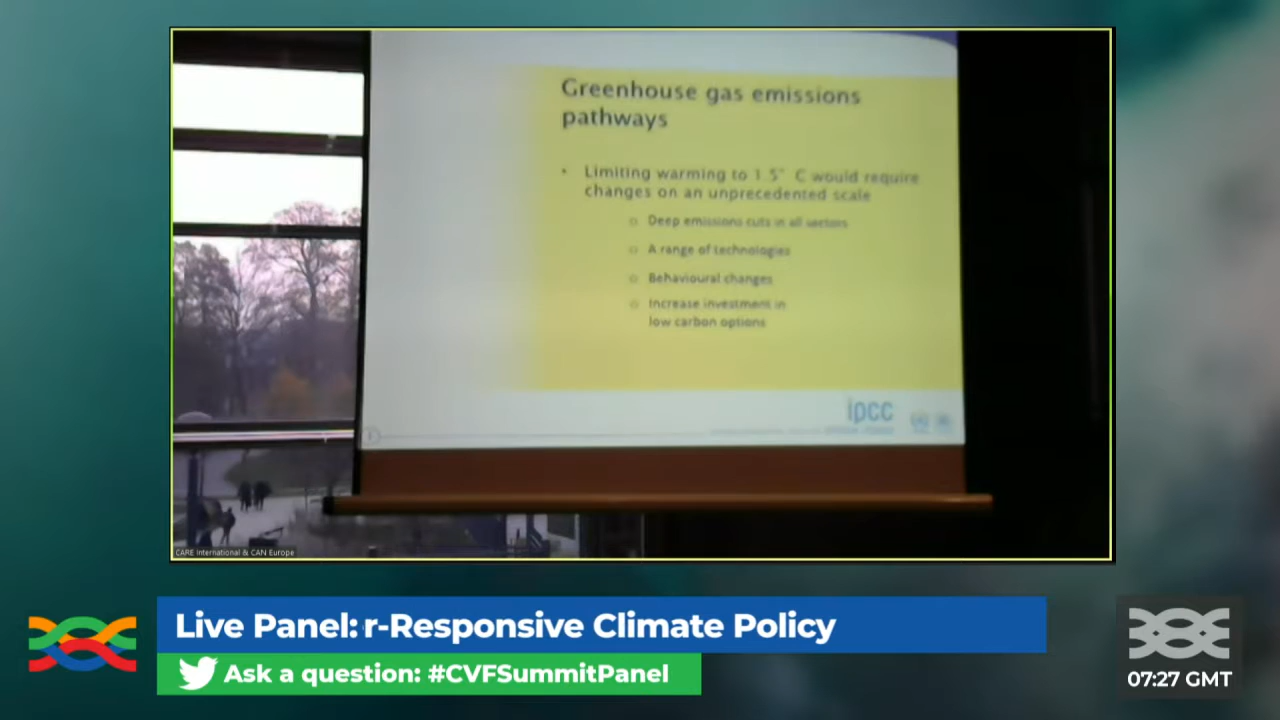 Greenhouse gas emissions
pathways
• Limiting warming to 1.5° C would require
changes on an unprecedented scale
○ Deep emissions cuts in all sectors
○ A range of technologies
○ Behavioural changes
○ Increase investment in
low carbon options
ipcc
CARE International & CAN Europe
Live Panel: r-Responsive Climate Policy
Ask a question: #CVFSummitPanel
07:27 GMT